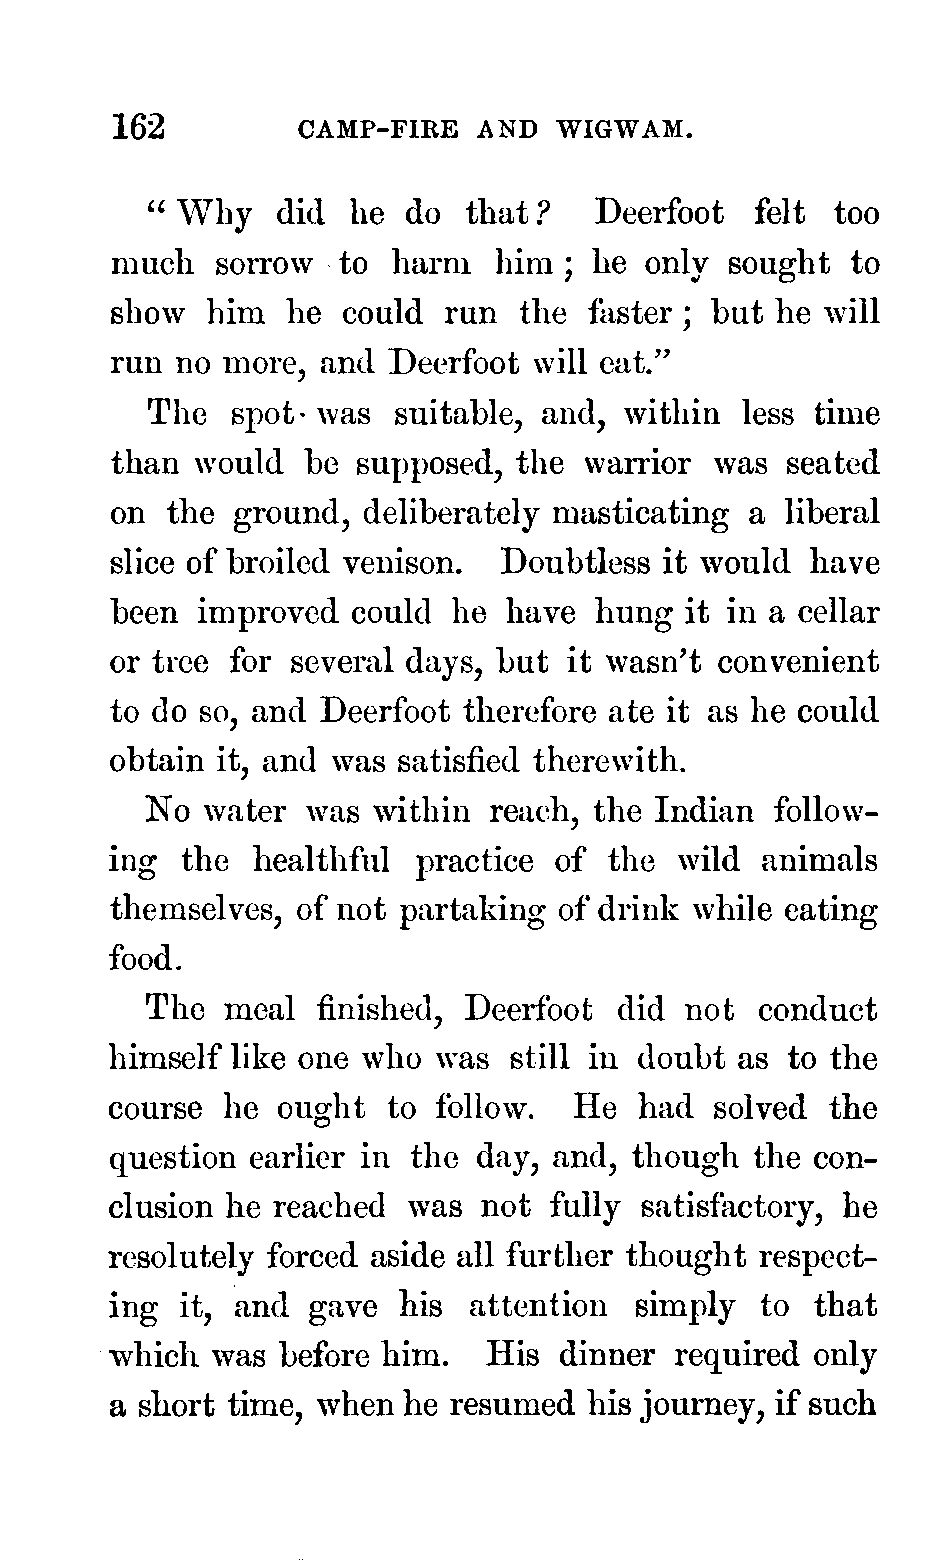 162 CAMP-FIRE AND WIGWAM.
“Why did he do that? Deerfoot felt too
much sorrow to harm him; he only sought to
show him he could run the faster; but he will
run no more, and Deerfoot will eat.”
The spot was suitable, and, within less time
than would be supposed, the warrior was seated
on the ground, deliberately masticating a liberal
slice of broiled venison. Doubtless it would have
been improved could he have hung it in a cellar
or tree for several days, but it wasn’t convenient
to do so, and Deerfoot therefore ate it as he could
obtain it, and was satisfied therewith.
No water was within reach, the Indian follow-
ing the healthful practice of the wild animals
themselves, of not partaking of drink while eating
food.
The meal finished, Deerfoot did not conduct
himself like one who was still in doubt as to the
course he ought to follow. He had solved the
question earlier in the day, and, though the con-
clusion he reached was not fully satisfactory, he
resolutely forced aside all further thought respect-
ing it, and gave his attention simply to that
which was before him. His dinner required only
a short time, when he resumed his journey, if such